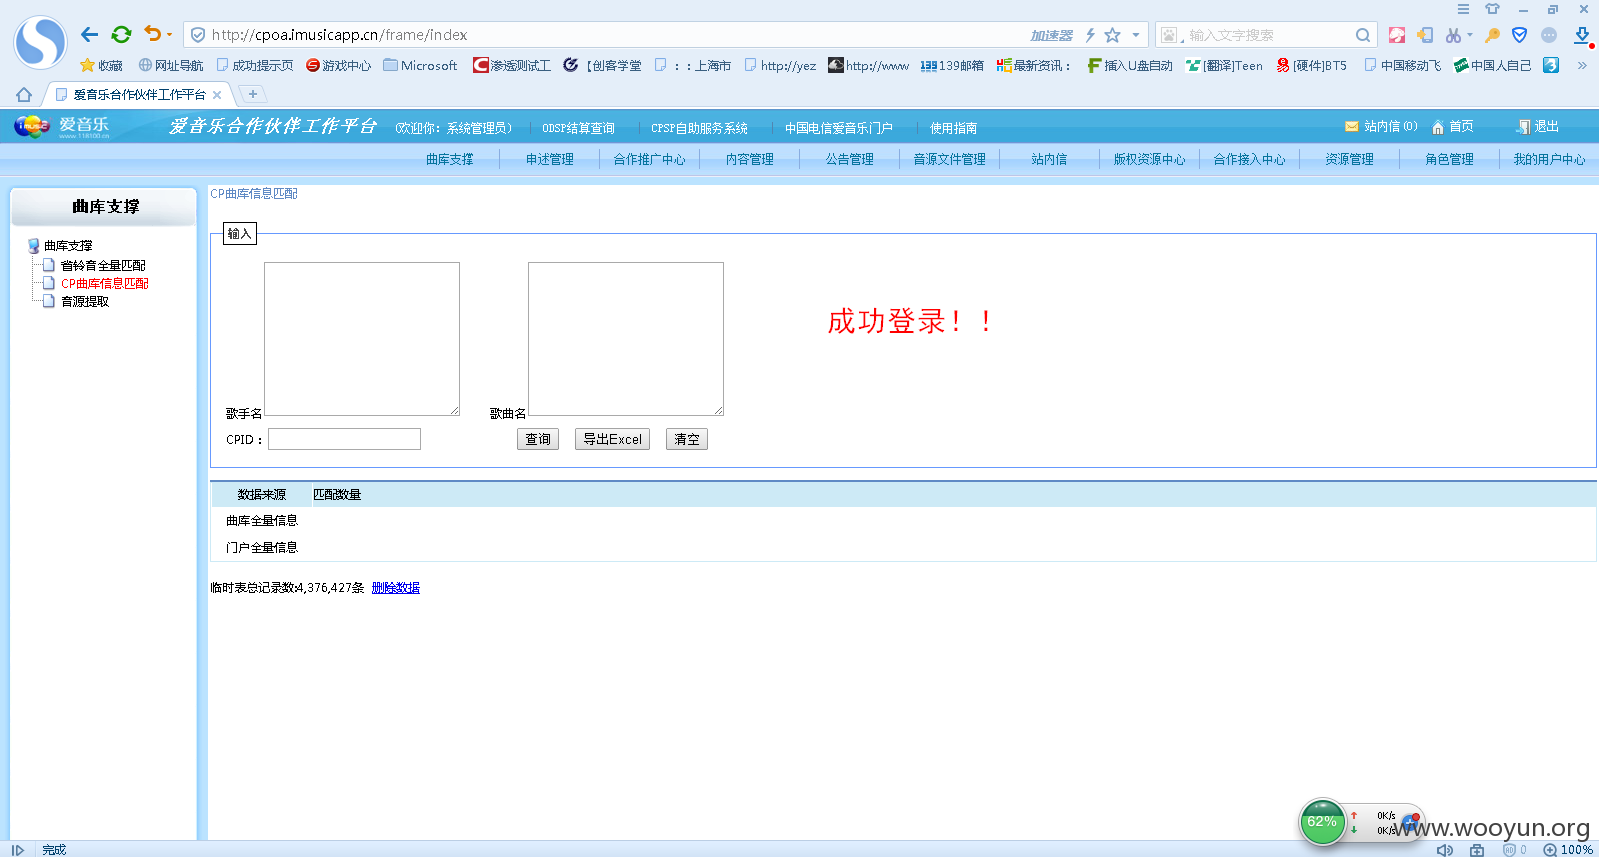 http://cpoa.imusicapp.cn/frame/index
加速器
输入文字搜索
收藏 网址导航 成功提示页 游戏中心 Microsoft 渗透测试工 【创客学堂 ：：上海市 http://yez http://www 139邮箱 最新资讯： 插入U盘自动 [翻译]Teen [硬件]BT5 中国移动飞 中国人自己
爱音乐合作伙伴工作平台
爱音乐
www.118100.cn
爱音乐合作伙伴工作平台 (欢迎你：系统管理员) ODSP结算查询 CPSP自助服务系统 中国电信爱音乐门户 使用指南 站内信(0) 首页 退出
曲库支撑 申述管理 合作推广中心 内容管理 公告管理 音源文件管理 站内信 版权资源中心 合作接入中心 资源管理 角色管理 我的用户中心
曲库支撑
曲库支撑
省铃音全量匹配
CP曲库信息匹配
音源提取
CP曲库信息匹配
输入
成功登录！！
歌手名 歌曲名
CPID： 查询 导出Excel 清空
数据来源 匹配数量
曲库全量信息
门户全量信息
临时表总记录数:4,376,427条 删除数据
62% 0K/s
0K/s
www.wooyun.org
完成 0 100%